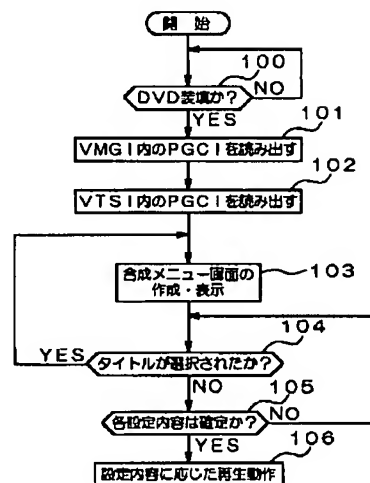 開始
100
DVD装填か?
NO
YES
101
VMGI内のPGCIを読み出す
102
VTSI内のPGCIを読み出す
合成メニュー画面の
作成・表示
103
104
YES
タイトルが選択されたか?
NO
105
各設定内容は確定か?
NO
YES
106
設定内容に応じた再生動作